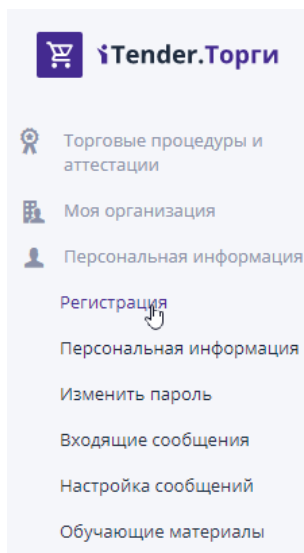 iTender.Торги
Торговые процедуры и
аттестации
Моя организация
Персональная информация
Регистрация
Персональная информация
Изменить пароль
Входящие сообщения
Настройка сообщений
Обучающие материалы